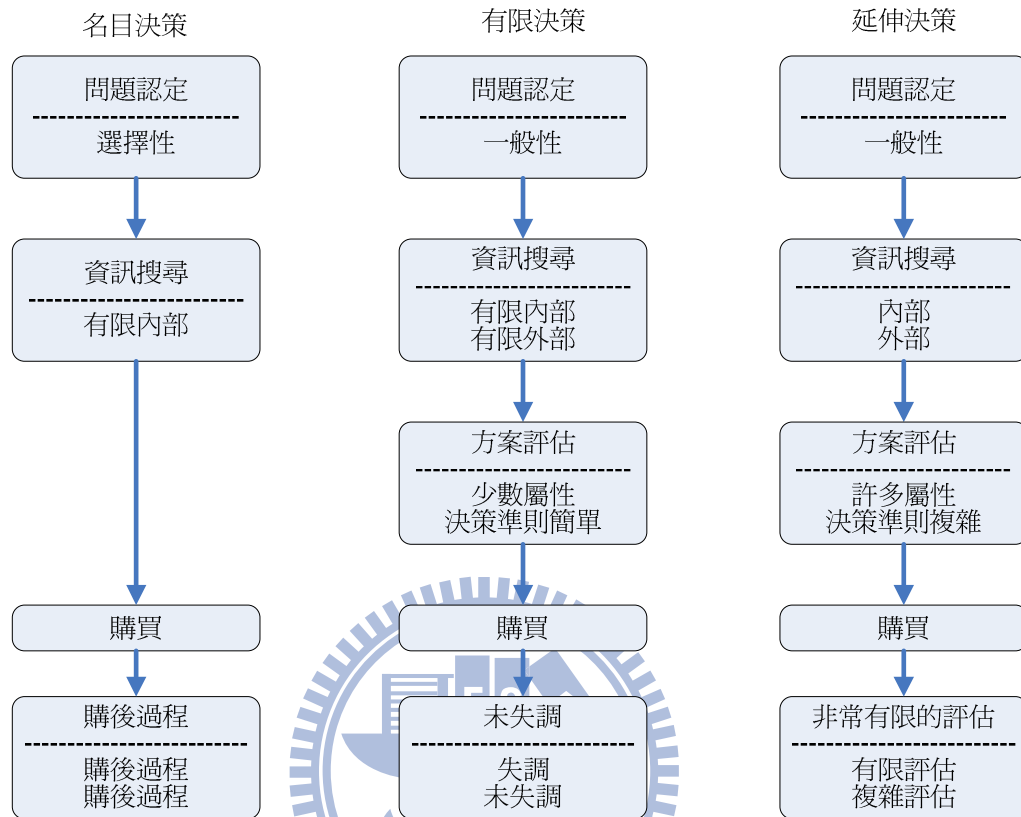 名目決策
問題認定
選擇性
資訊搜尋
有限內部
購買
購後過程
購後過程
購後過程
有限決策
問題認定
一般性
資訊搜尋
有限內部
有限外部
方案評估
少數屬性
決策準則簡單
購買
未失調
失調
未失調
延伸決策
問題認定
一般性
資訊搜尋
內部
外部
方案評估
許多屬性
決策準則複雜
購買
非常有限的評估
有限評估
複雜評估